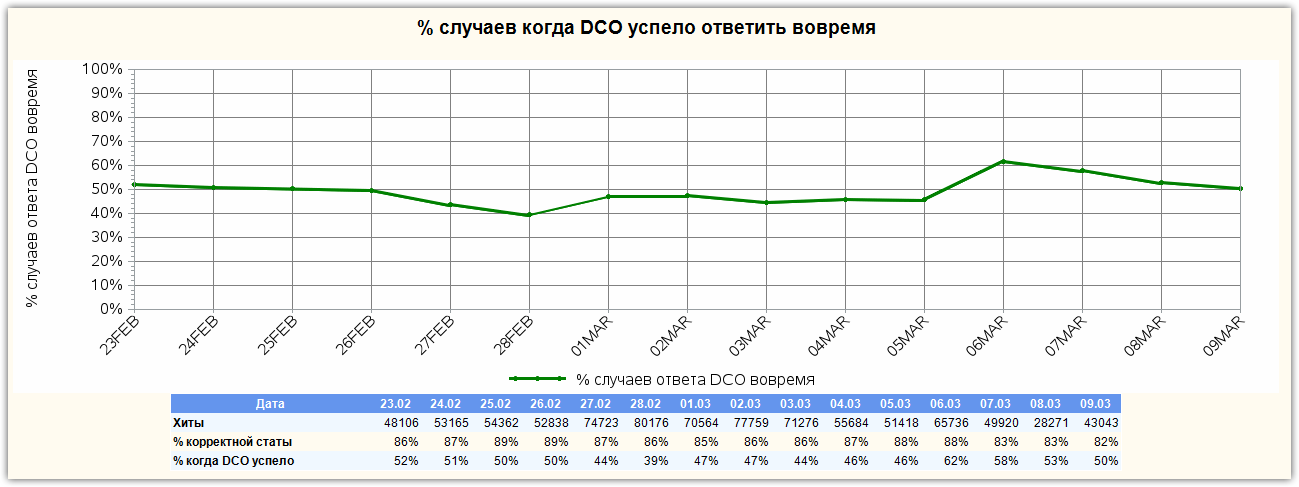 % случаев когда DCO успело ответить вовремя
% случаев ответа DCO вовремя
100%
90%
80%
70%
60%
50%
40%
30%
20%
10%
0%
23FEB 24FEB 25FEB 26FEB 27FEB 28FEB 01MAR 02MAR 03MAR 04MAR 05MAR 06MAR 07MAR 08MAR 09MAR
% случаев ответа DCO вовремя
Дата 23.02 24.02 25.02 26.02 27.02 28.02 01.03 02.03 03.03 04.03 05.03 06.03 07.03 08.03 09.03
Хиты 48106 53165 54362 52838 74723 80176 70564 77759 71276 55684 51418 65736 49920 28271 43043
% корректной статы 86% 87% 89% 89% 87% 86% 85% 86% 86% 87% 88% 88% 83% 83% 82%
% когда DCO успело 52% 51% 50% 50% 44% 39% 47% 47% 44% 46% 46% 62% 58% 53% 50%